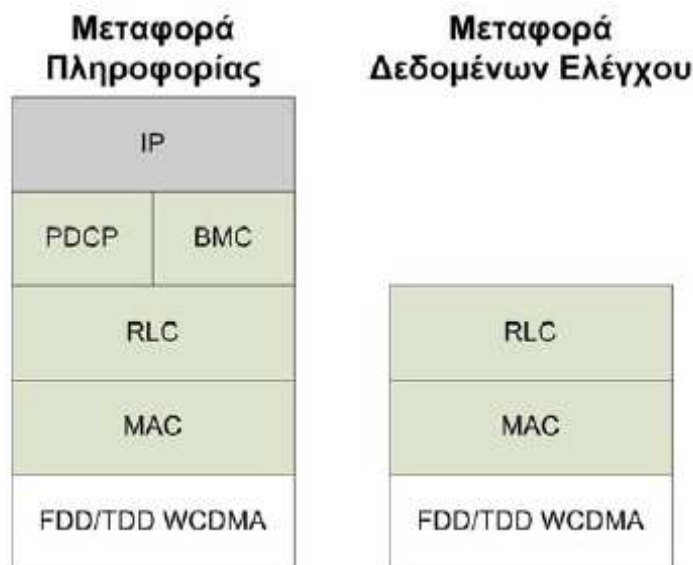 Μεταφορά
Πληροφορίας
IP
PDCP
BMC
RLC
MAC
FDD/TDD WCDMA
Μεταφορά
Δεδομένων Ελέγχου
RLC
MAC
FDD/TDD WCDMA